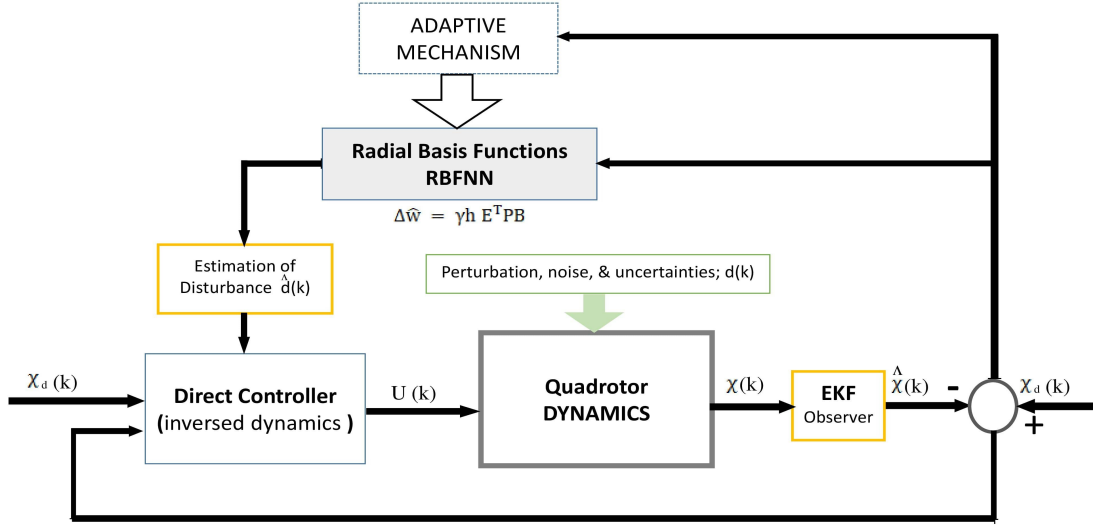 ADAPTIVE
MECHANISM
Radial Basis Functions
RBFNN
Δŵ = γh EᵀPB
Estimation of
Disturbance d̂(k)
Perturbation, noise, & uncertainties; d(k)
χd (k)
Direct Controller
(inversed dynamics )
U (k)
Quadrotor
DYNAMICS
χ(k)
EKF
Observer
χ̂(k)
-
χd (k)
+